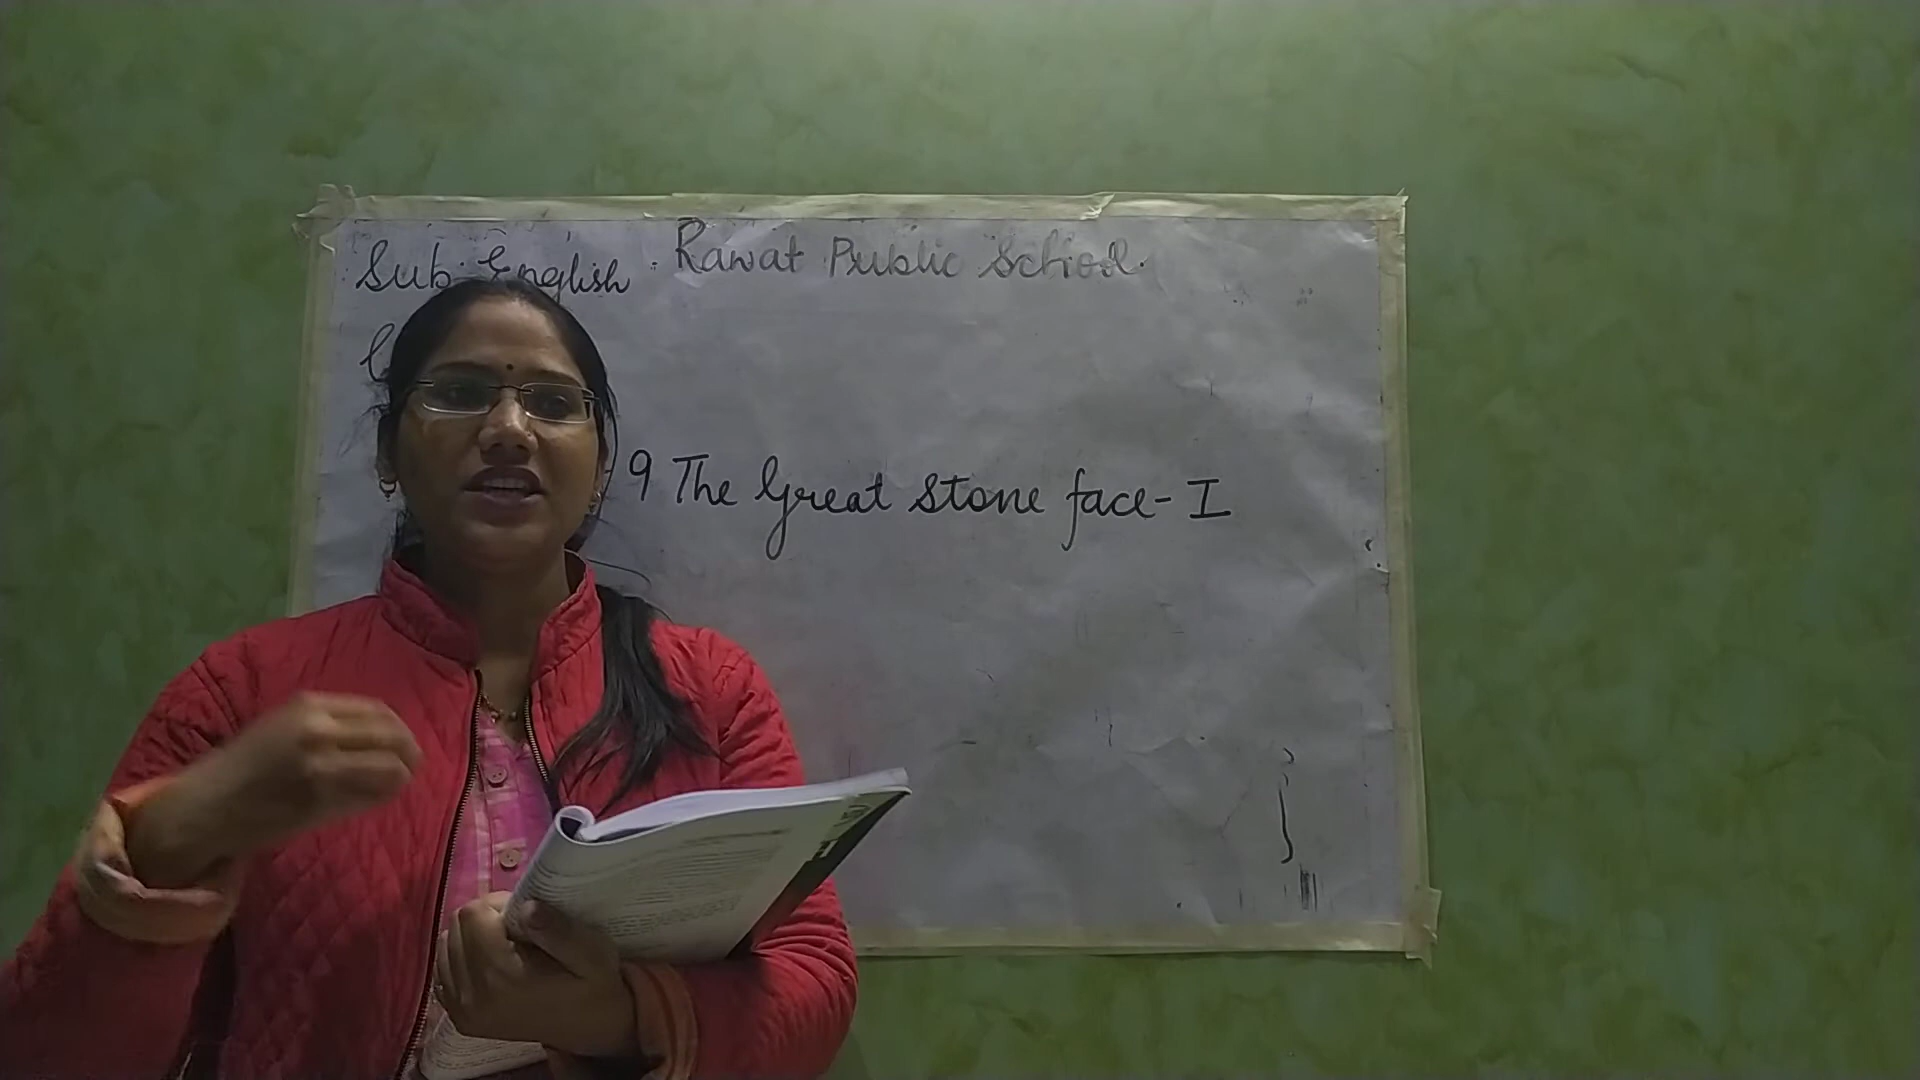 Rawat Public School.
Sub: English.
9 The Great Stone face - I